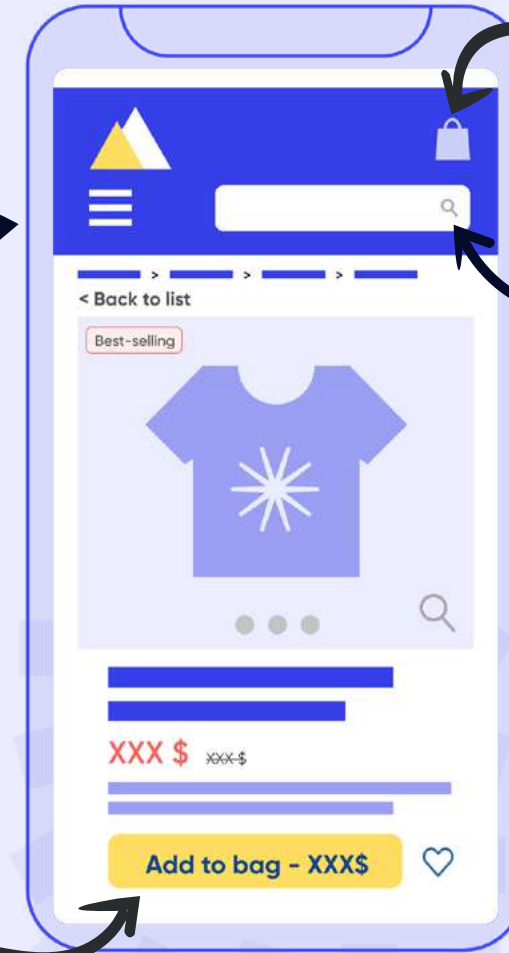 > > >
< Back to list
Best-selling
XXX $ XXX $
Add to bag - XXX$